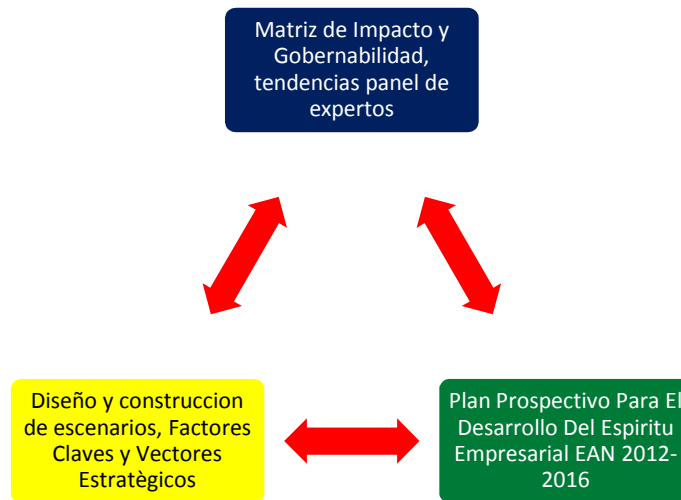 Matriz de Impacto y
Gobernabilidad,
tendencias panel de
expertos
Diseño y construccion
de escenarios, Factores
Claves y Vectores
Estratègicos
Plan Prospectivo Para El
Desarrollo Del Espiritu
Empresarial EAN 2012-
2016